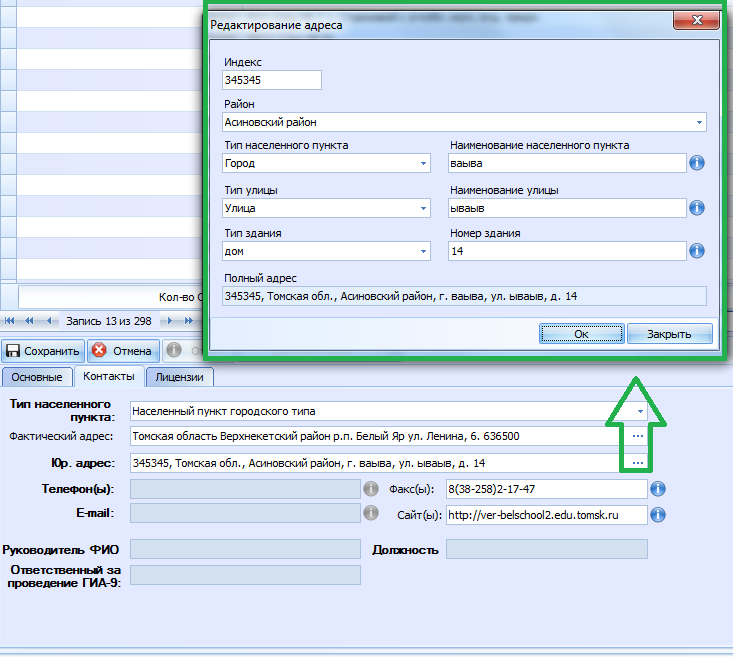 Редактирование адреса
Индекс
345345
Район
Асиновский район
Тип населенного пункта Наименование населенного пункта
Город ваыва
Тип улицы Наименование улицы
Улица ываыв
Тип здания Номер здания
дом 14
Полный адрес
345345, Томская обл., Асиновский район, г. ваыва, ул. ываыв, д. 14
Ок Закрыть
Кол-во
Запись 13 из 298
Сохранить Отмена
Основные Контакты Лицензии
Тип населенного
пункта: Населенный пункт городского типа
Фактический адрес: Томская область Верхнекетский район р.п. Белый Яр ул. Ленина, 6. 636500
Юр. адрес: 345345, Томская обл., Асиновский район, г. ваыва, ул. ываыв, д. 14
Телефон(ы): Факс(ы): 8(38-258)2-17-47
E-mail: Сайт(ы): http://ver-belschool2.edu.tomsk.ru
Руководитель ФИО Должность
Ответственный за
проведение ГИА-9: